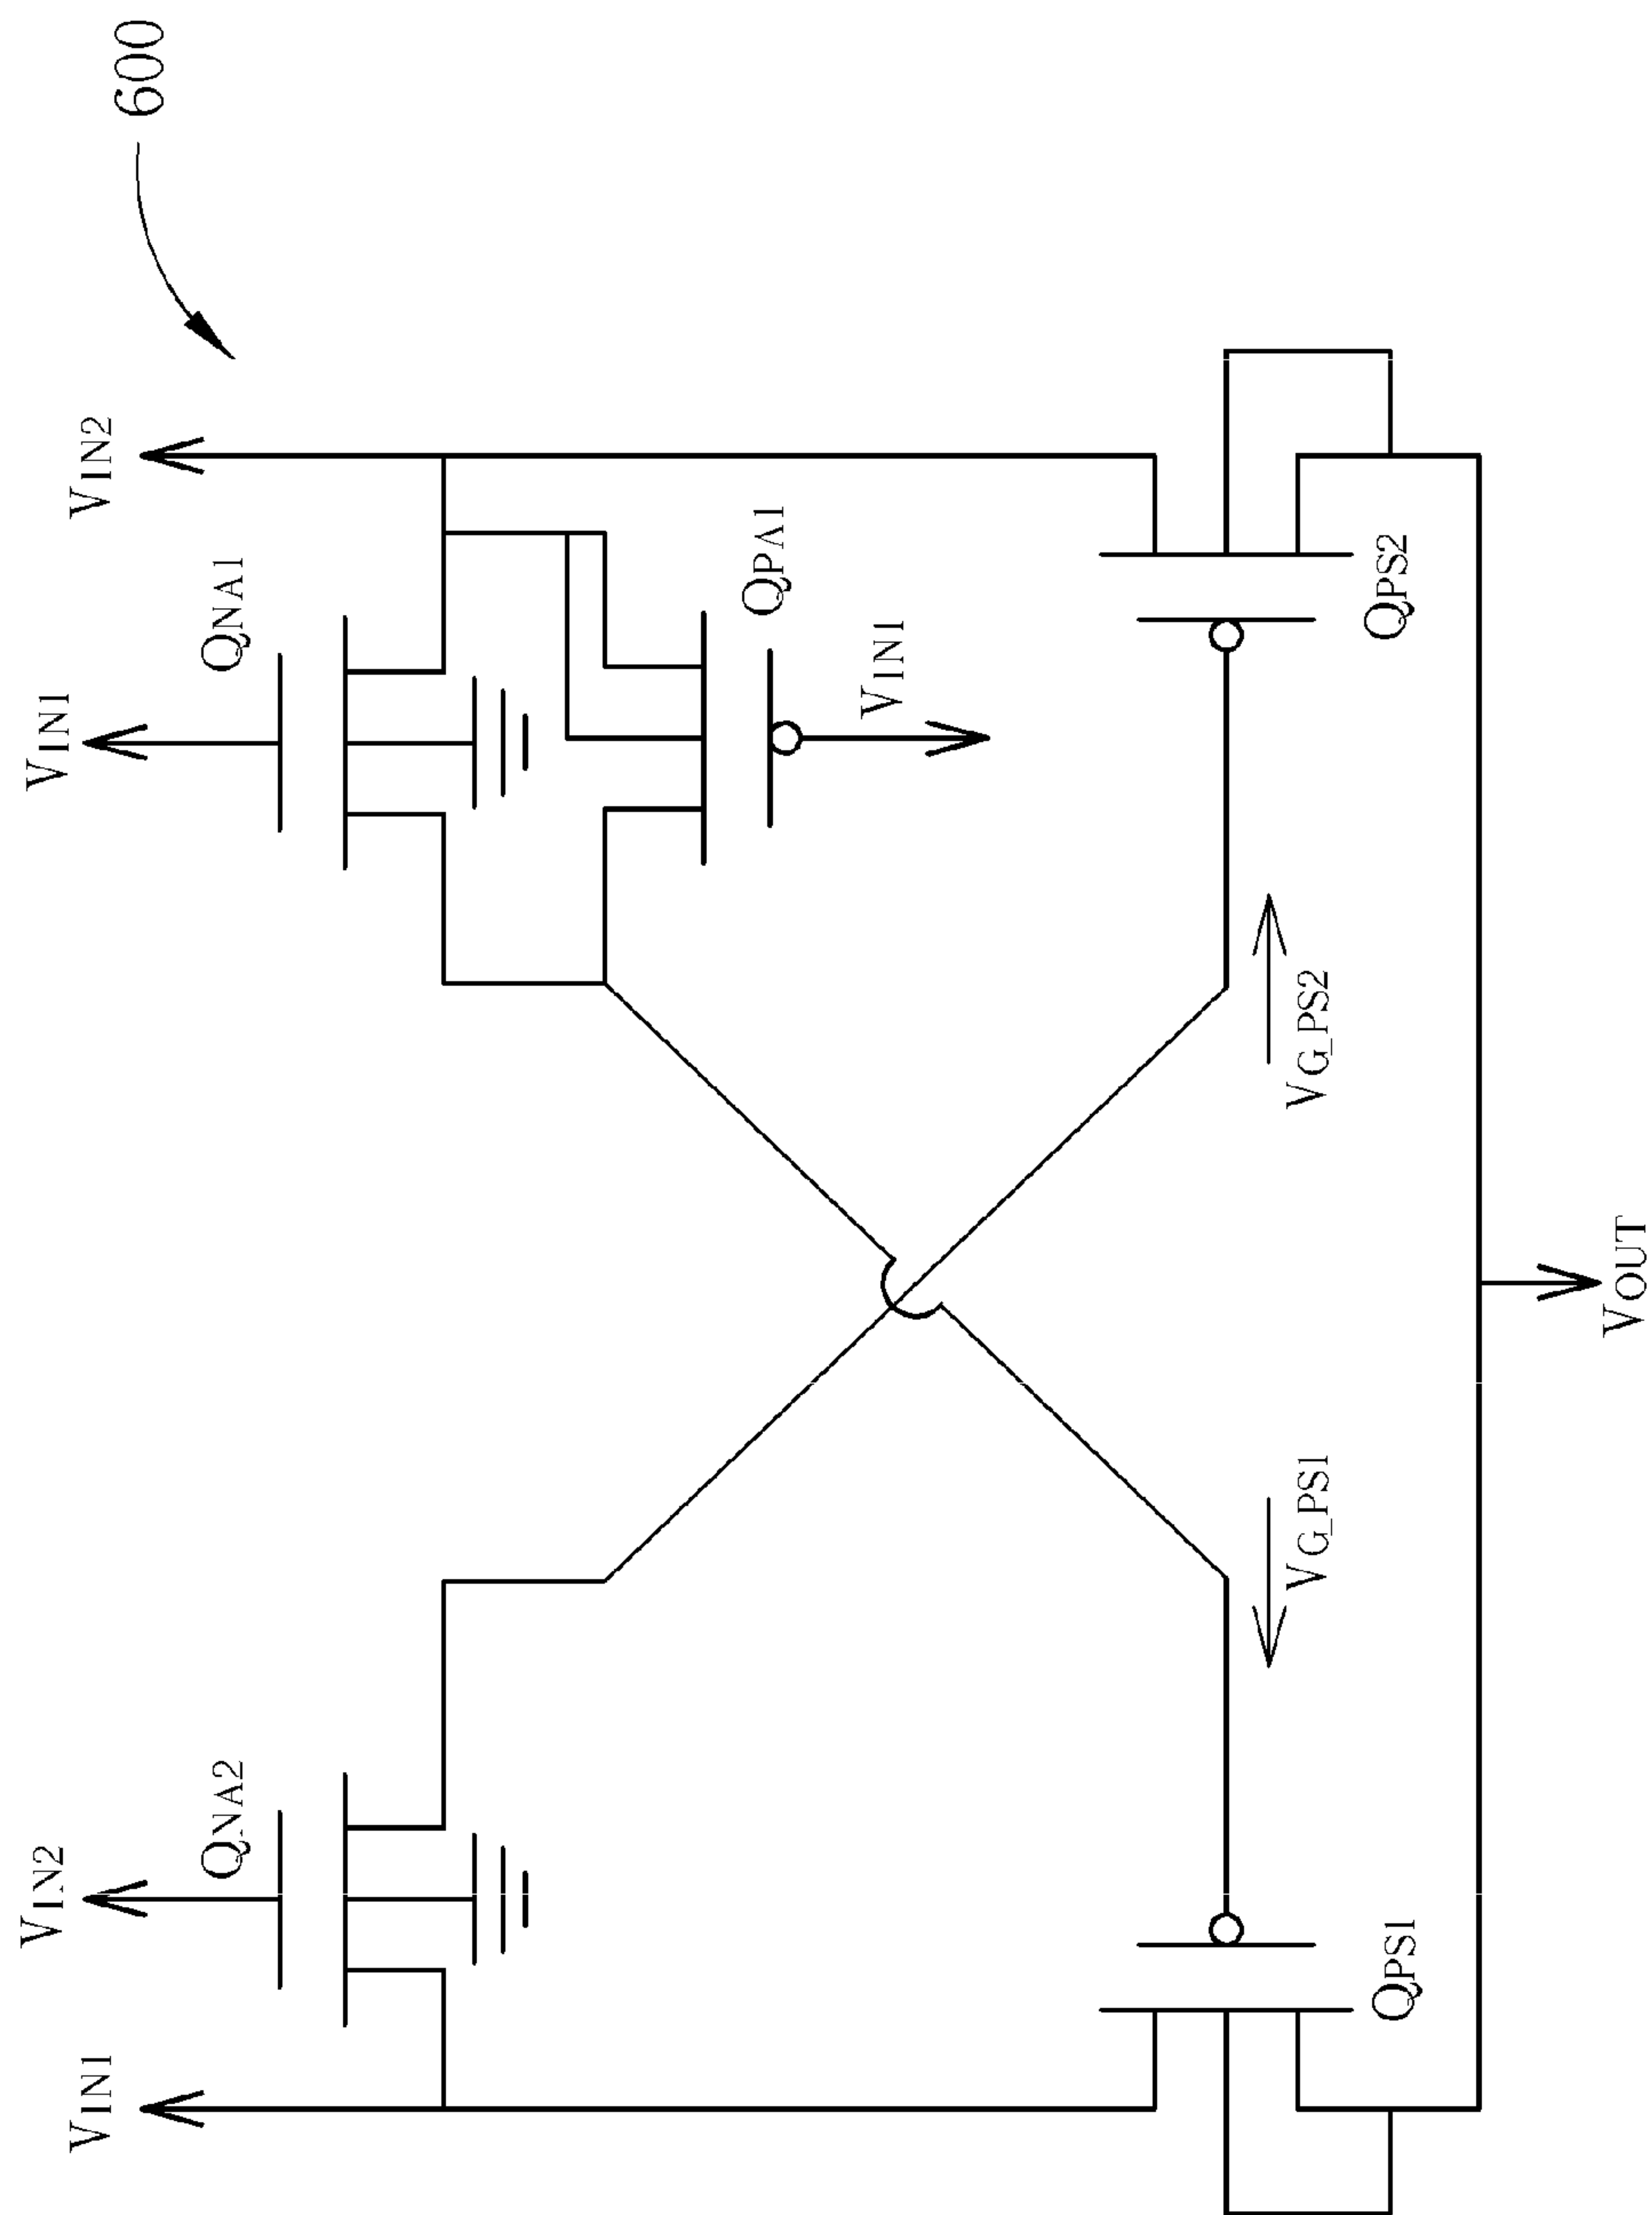 600
VIN1
VIN2
VIN1
VIN2
QNA2
QNA1
QPA1
VIN1
VG_PS1
VG_PS2
QPS1
QPS2
VOUT